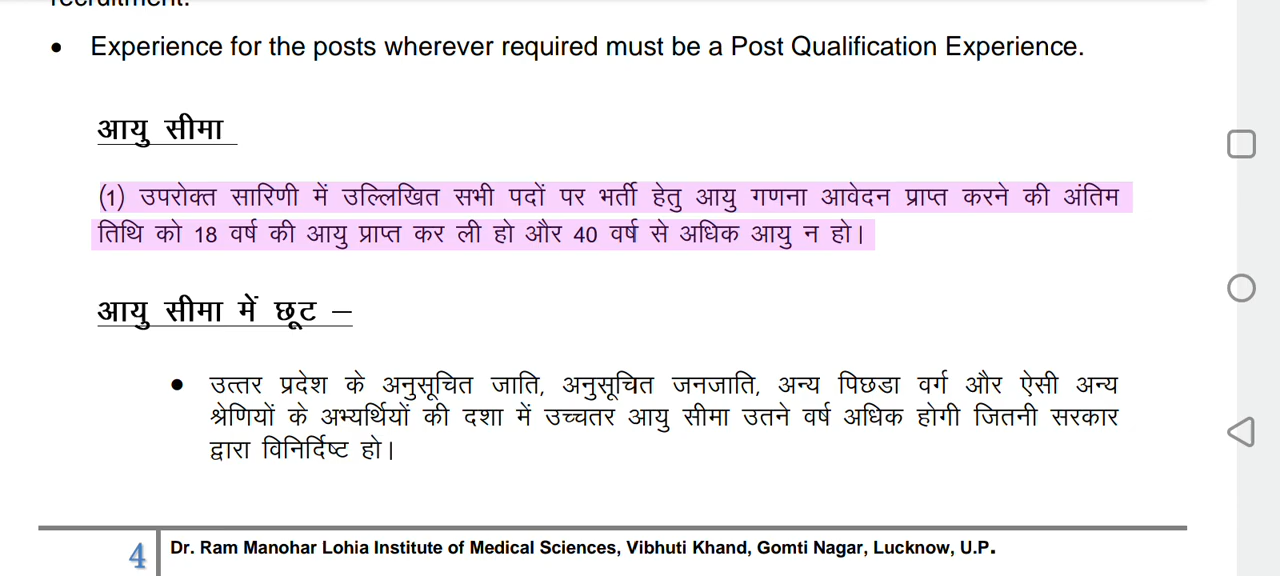 recruitment.
• Experience for the posts wherever required must be a Post Qualification Experience.
आयु सीमा
(1) उपरोक्त सारिणी में उल्लिखित सभी पदों पर भर्ती हेतु आयु गणना आवेदन प्राप्त करने की अंतिम
तिथि को 18 वर्ष की आयु प्राप्त कर ली हो और 40 वर्ष से अधिक आयु न हो।
आयु सीमा में छूट –
• उत्तर प्रदेश के अनुसूचित जाति, अनुसूचित जनजाति, अन्य पिछडा वर्ग और ऐसी अन्य
श्रेणियों के अभ्यर्थियों की दशा में उच्चतर आयु सीमा उतने वर्ष अधिक होगी जितनी सरकार
द्वारा विनिर्दिष्ट हो।
4 Dr. Ram Manohar Lohia Institute of Medical Sciences, Vibhuti Khand, Gomti Nagar, Lucknow, U.P.